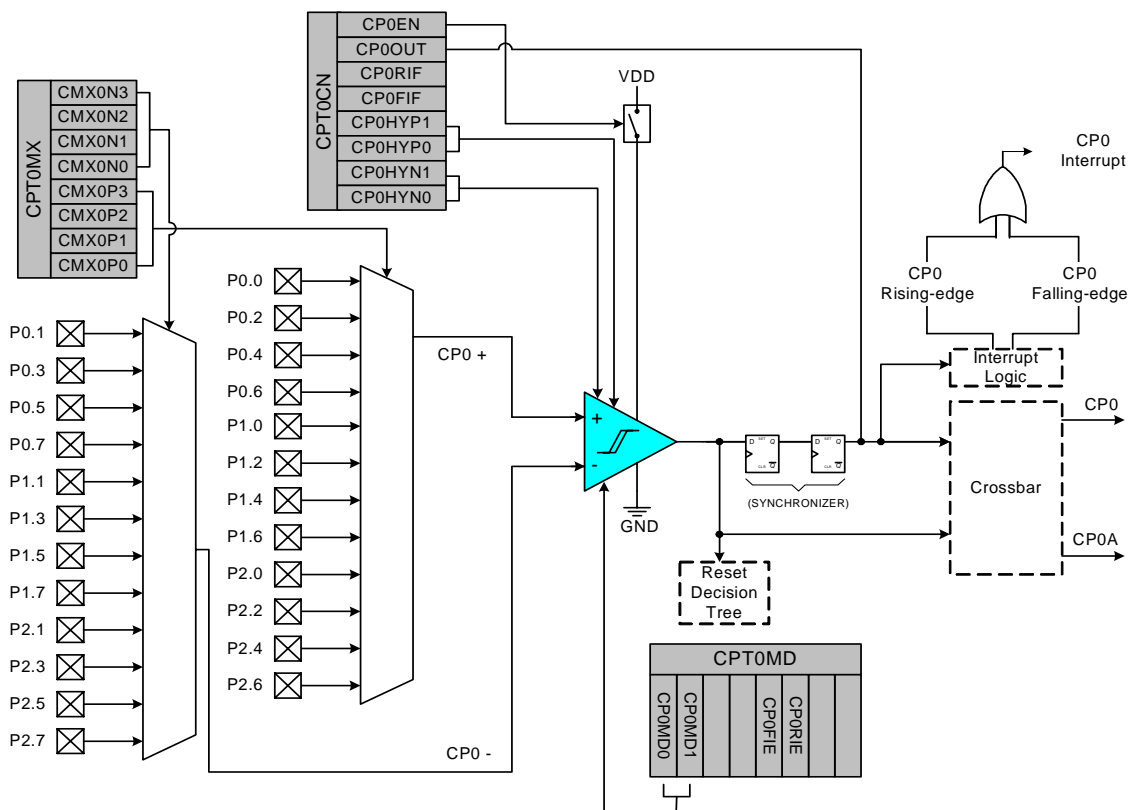 CPT0CN
CP0EN
CP0OUT
CP0RIF
CP0FIF
CP0HYP1
CP0HYP0
CP0HYN1
CP0HYN0
VDD
CPT0MX
CMX0N3
CMX0N2
CMX0N1
CMX0N0
CMX0P3
CMX0P2
CMX0P1
CMX0P0
CP0
Interrupt
CP0
Rising-edge
CP0
Falling-edge
Interrupt
Logic
P0.1
P0.3
P0.5
P0.7
P1.1
P1.3
P1.5
P1.7
P2.1
P2.3
P2.5
P2.7
P0.0
P0.2
P0.4
P0.6
P1.0
P1.2
P1.4
P1.6
P2.0
P2.2
P2.4
P2.6
CP0 +
CP0 -
+
-
GND
D SET Q
CLR Q
D SET Q
CLR Q
(SYNCHRONIZER)
Crossbar
CP0
CP0A
Reset
Decision
Tree
CPT0MD
CP0MD0
CP0MD1
CP0FIE
CP0RIE